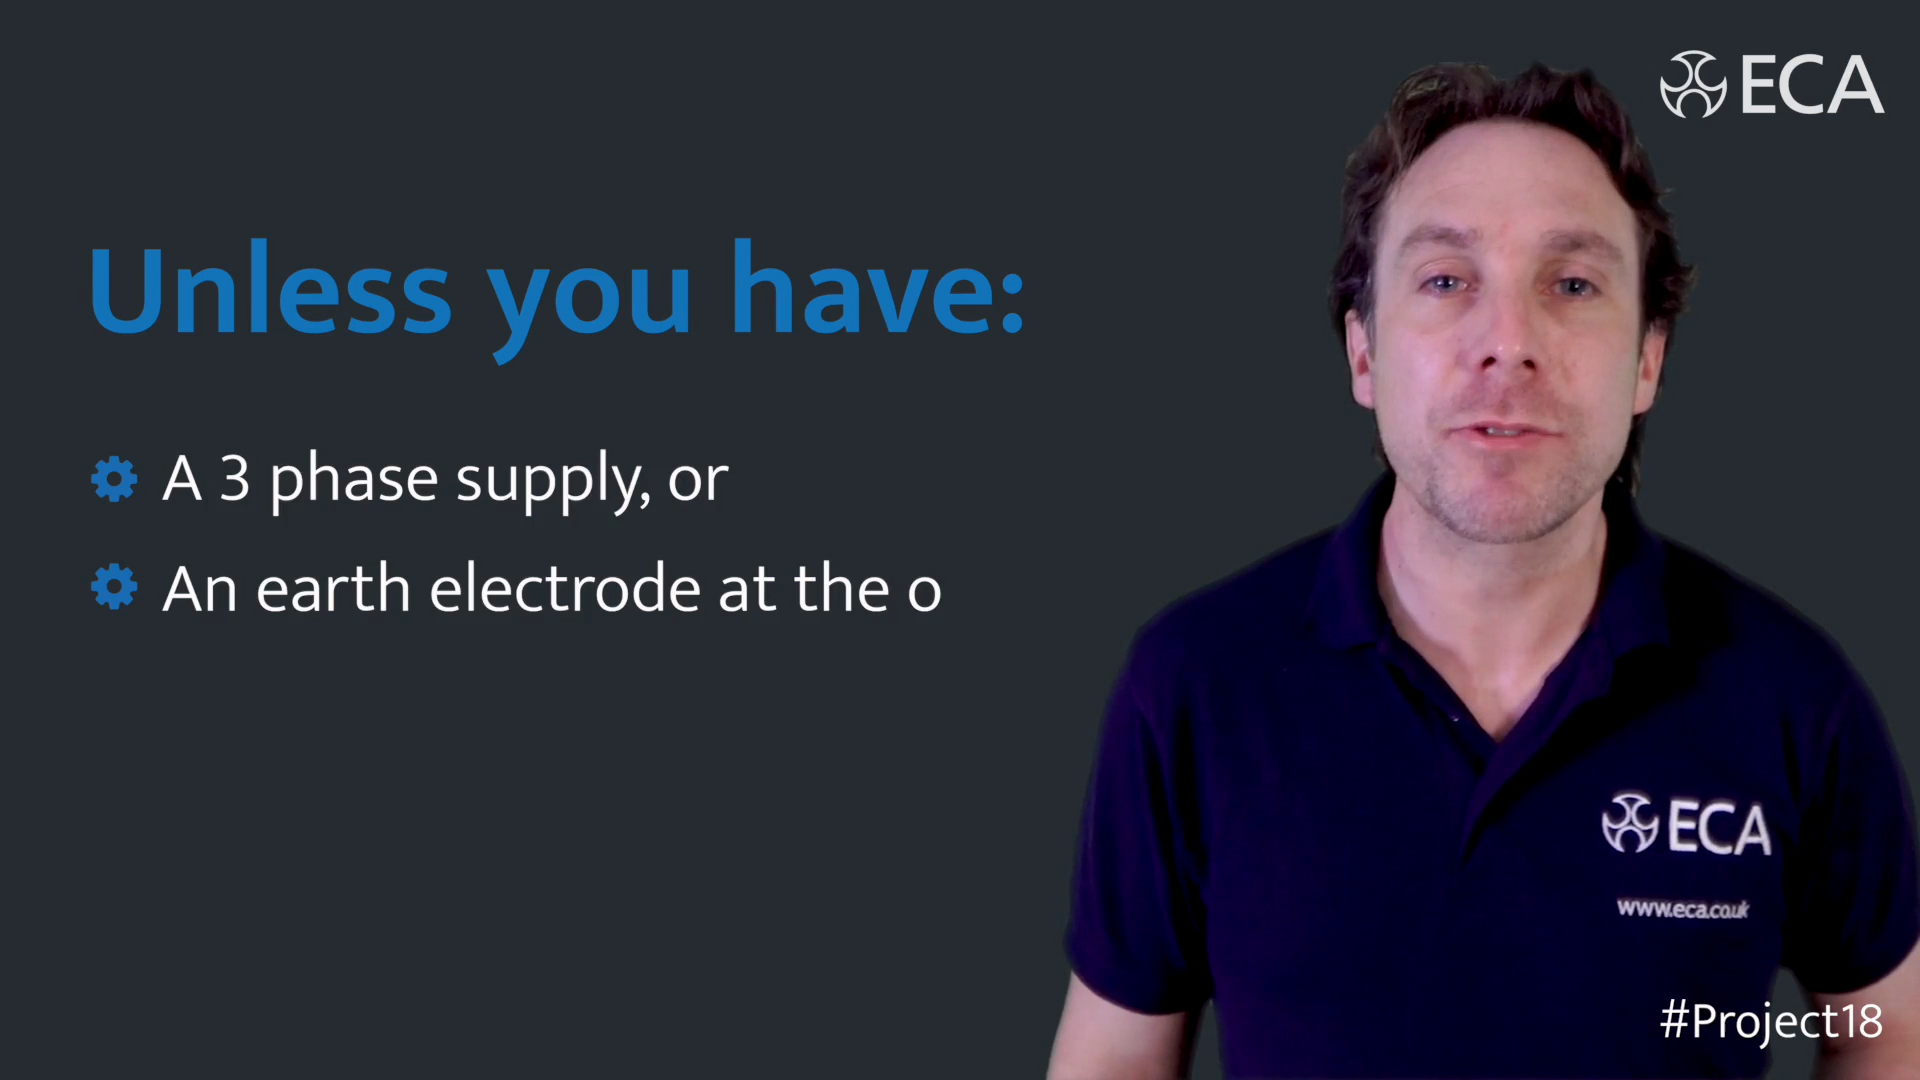 ECA
Unless you have:
A 3 phase supply, or
An earth electrode at the o
ECA
www.eca.co.uk
#Project18